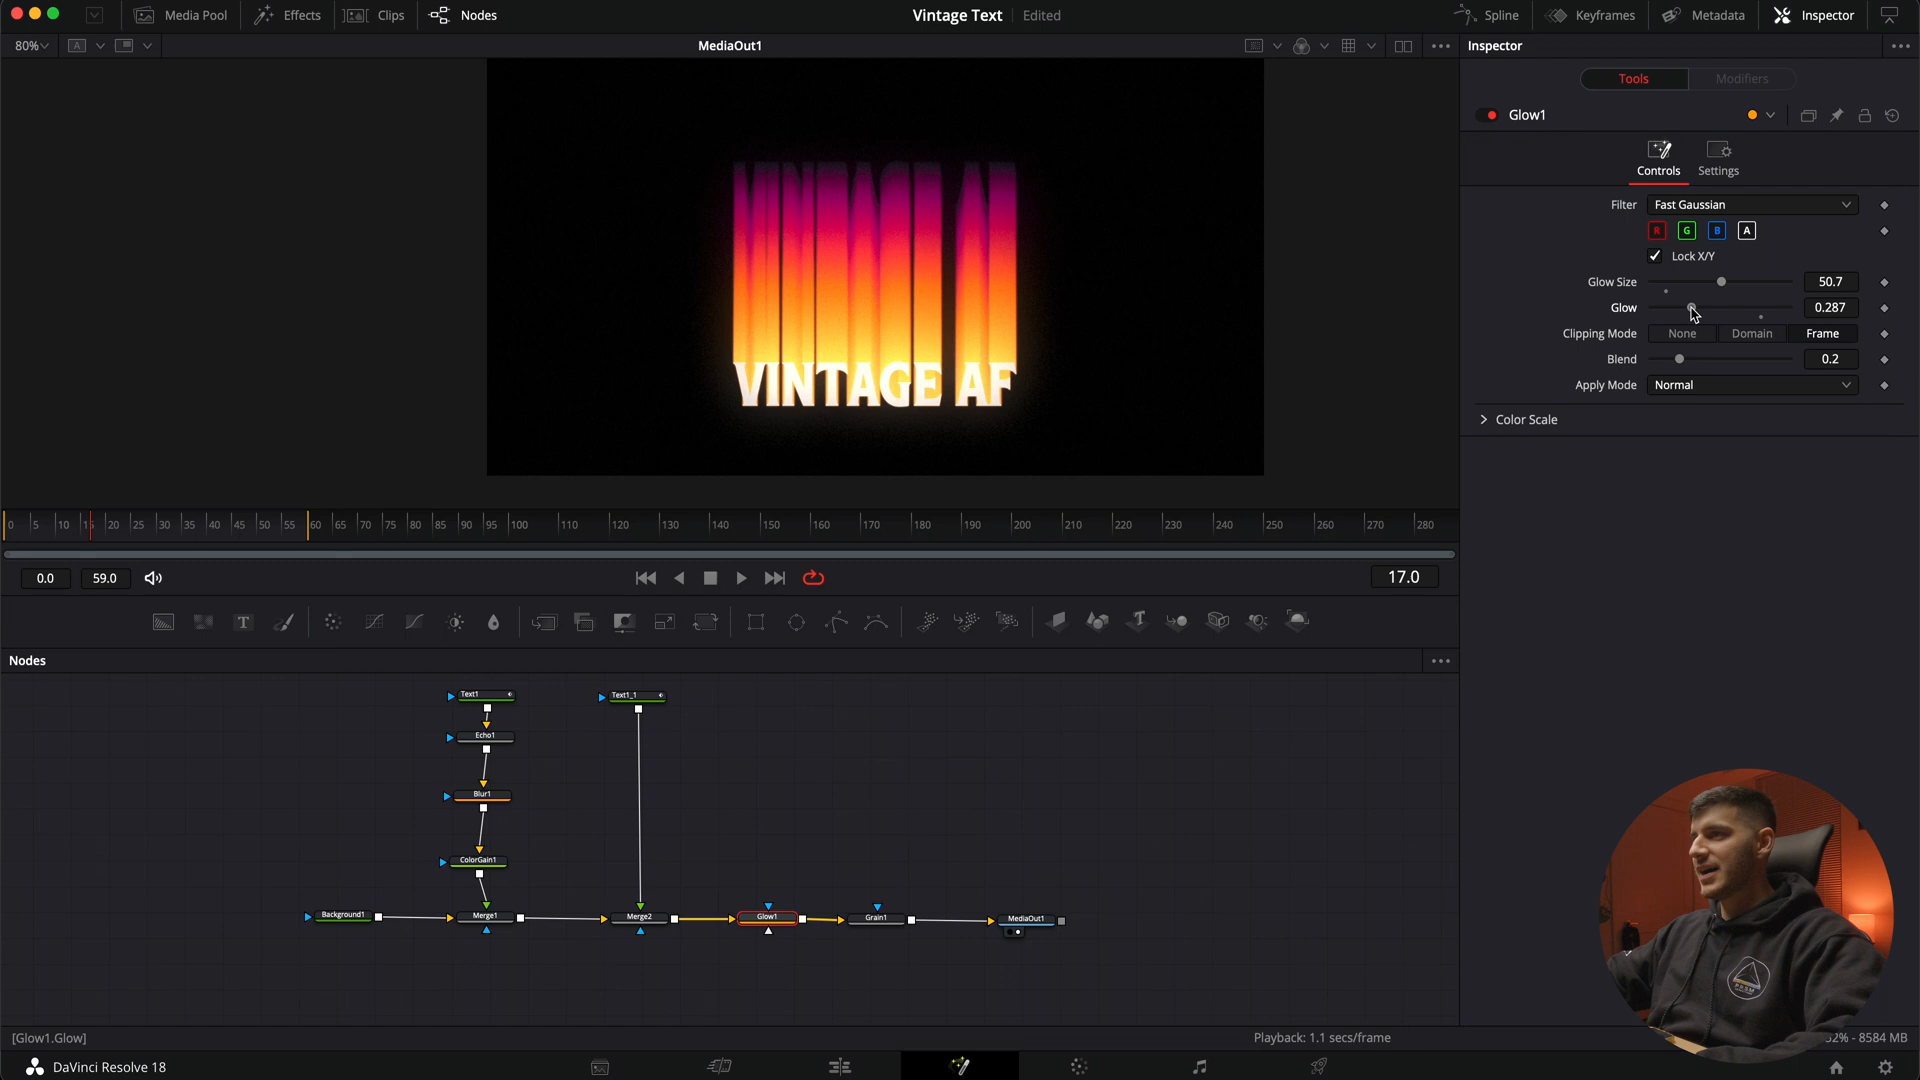 Media Pool
Effects
Clips
Nodes
Vintage Text
Edited
Spline
Keyframes
Metadata
Inspector
80%
A
MediaOut1
Inspector
Tools
Modifiers
Glow1
Controls
Settings
Filter
Fast Gaussian
R
G
B
A
Lock X/Y
Glow Size
50.7
Glow
0.287
Clipping Mode
None
Domain
Frame
Blend
0.2
Apply Mode
Normal
Color Scale
VINTAGE AF
0 5 10 15 20 25 30 35 40 45 50 55 60 65 70 75 80 85 90 95 100 110 120 130 140 150 160 170 180 190 200 210 220 230 240 250 260 270 280
0.0
59.0
17.0
T
T
Nodes
Text1
Text1_1
Echo1
Blur1
ColorGain1
Background1
Merge1
Merge2
Glow1
Grain1
MediaOut1
PRSM
[Glow1.Glow]
Playback: 1.1 secs/frame
2% - 8584 MB
DaVinci Resolve 18